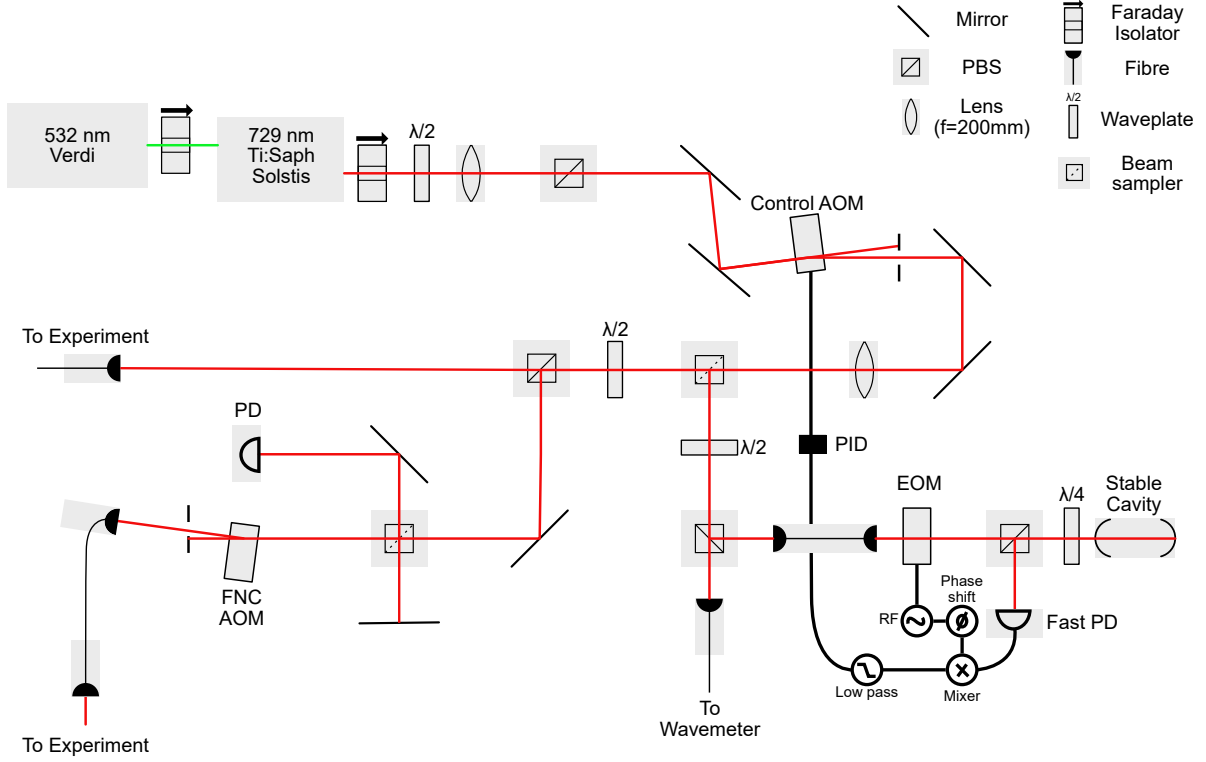 Mirror
Faraday
Isolator
PBS
Fibre
Lens
(f=200mm)
λ/2
Waveplate
Beam
sampler
532 nm
Verdi
729 nm
Ti:Saph
Solstis
λ/2
Control AOM
To Experiment
λ/2
PD
λ/2
PID
EOM
λ/4
Stable
Cavity
FNC
AOM
RF
Phase
shift
ø
Fast PD
Low pass
x
Mixer
To
Wavemeter
To Experiment